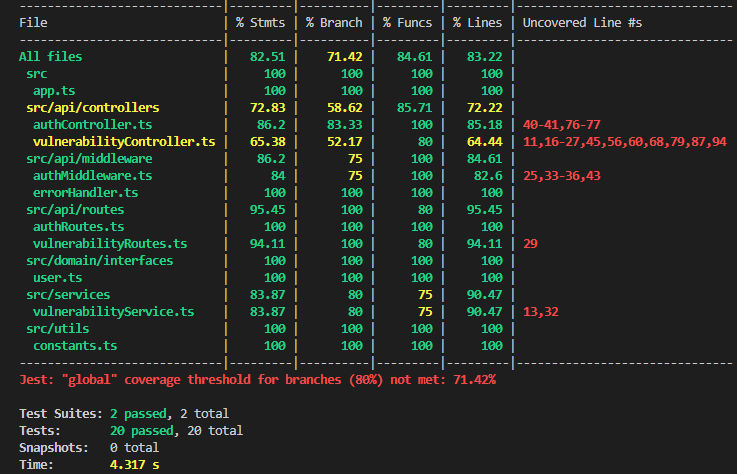 ----------------------------|---------|----------|---------|---------|------------------------------
File | % Stmts | % Branch | % Funcs | % Lines | Uncovered Line #s
----------------------------|---------|----------|---------|---------|------------------------------
All files | 82.51 | 71.42 | 84.61 | 83.22 |
src | 100 | 100 | 100 | 100 |
app.ts | 100 | 100 | 100 | 100 |
src/api/controllers | 72.83 | 58.62 | 85.71 | 72.22 |
authController.ts | 86.2 | 83.33 | 100 | 85.18 | 40-41,76-77
vulnerabilityController.ts | 65.38 | 52.17 | 80 | 64.44 | 11,16-27,45,56,60,68,79,87,94
src/api/middleware | 86.2 | 75 | 100 | 84.61 |
authMiddleware.ts | 84 | 75 | 100 | 82.6 | 25,33-36,43
errorHandler.ts | 100 | 100 | 100 | 100 |
src/api/routes | 95.45 | 100 | 80 | 95.45 |
authRoutes.ts | 100 | 100 | 100 | 100 |
vulnerabilityRoutes.ts | 94.11 | 100 | 80 | 94.11 | 29
src/domain/interfaces | 100 | 100 | 100 | 100 |
user.ts | 100 | 100 | 100 | 100 |
src/services | 83.87 | 80 | 75 | 90.47 |
vulnerabilityService.ts | 83.87 | 80 | 75 | 90.47 | 13,32
src/utils | 100 | 100 | 100 | 100 |
constants.ts | 100 | 100 | 100 | 100 |
----------------------------|---------|----------|---------|---------|------------------------------
Jest: "global" coverage threshold for branches (80%) not met: 71.42%
Test Suites: 2 passed, 2 total
Tests: 20 passed, 20 total
Snapshots: 0 total
Time: 4.317 s